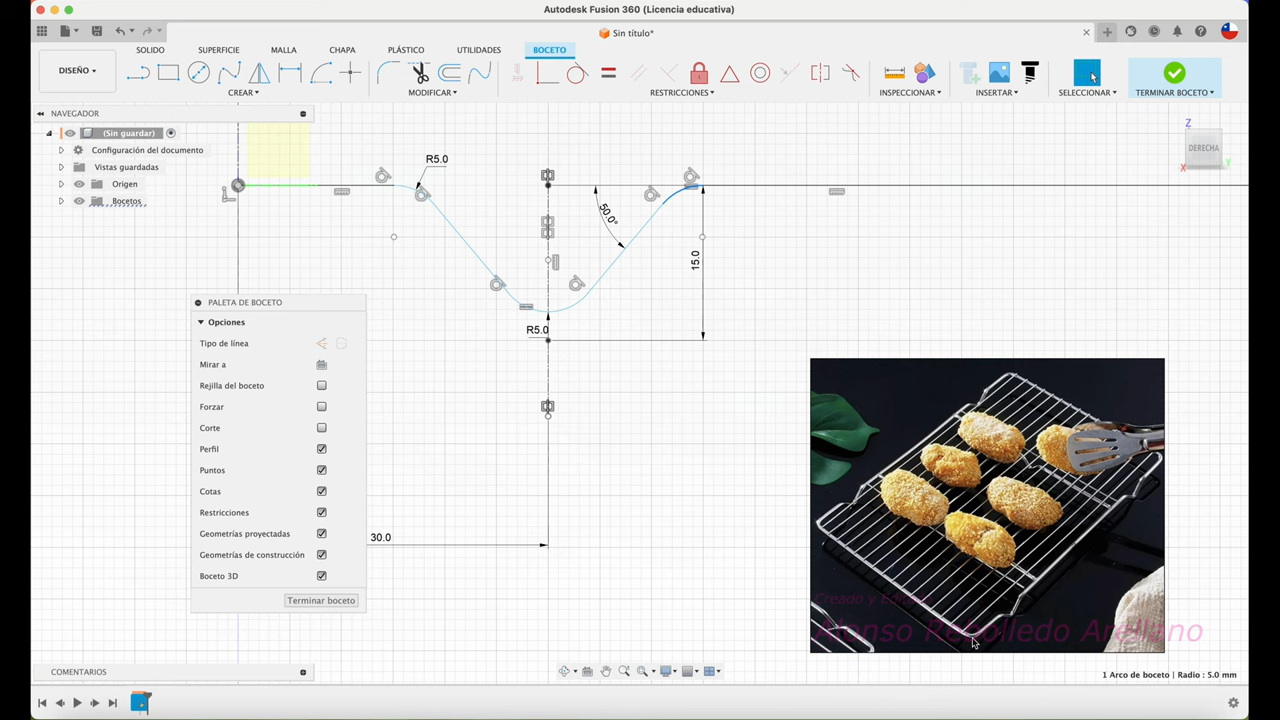 Autodesk Fusion 360 (Licencia educativa)
Sin título*
DISEÑO
SOLIDO
SUPERFICIE
MALLA
CHAPA
PLÁSTICO
UTILIDADES
BOCETO
CREAR
MODIFICAR
RESTRICCIONES
INSPECCIONAR
INSERTAR
SELECCIONAR
TERMINAR BOCETO
NAVEGADOR
(Sin guardar)
Configuración del documento
Vistas guardadas
Origen
Bocetos
Z
DERECHA
X
Y
R5.0
50.0°
15.0
R5.0
30.0
PALETA DE BOCETO
Opciones
Tipo de línea
Mirar a
Rejilla del boceto
Forzar
Corte
Perfil
Puntos
Cotas
Restricciones
Geometrías proyectadas
Geometrías de construcción
Boceto 3D
Terminar boceto
Creado y Editado
Alonso Rebolledo Arellano
COMENTARIOS
1 Arco de boceto | Radio : 5.0 mm